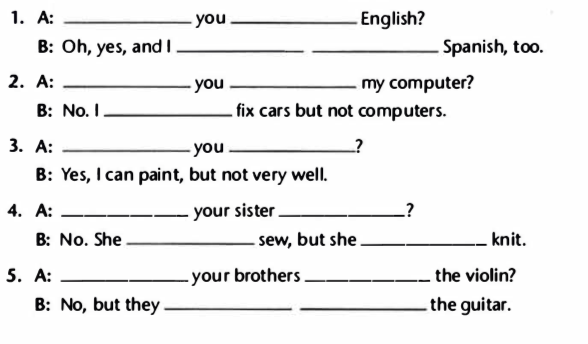 1. A: ____________ you ____________ English?
B: Oh, yes, and I ____________ ____________ Spanish, too.
2. A: ____________ you ____________ my computer?
B: No. I ____________ fix cars but not computers.
3. A: ____________ you ____________?
B: Yes, I can paint, but not very well.
4. A: ____________ your sister ____________?
B: No. She ____________ sew, but she ____________ knit.
5. A: ____________ your brothers ____________ the violin?
B: No, but they ____________ ____________ the guitar.